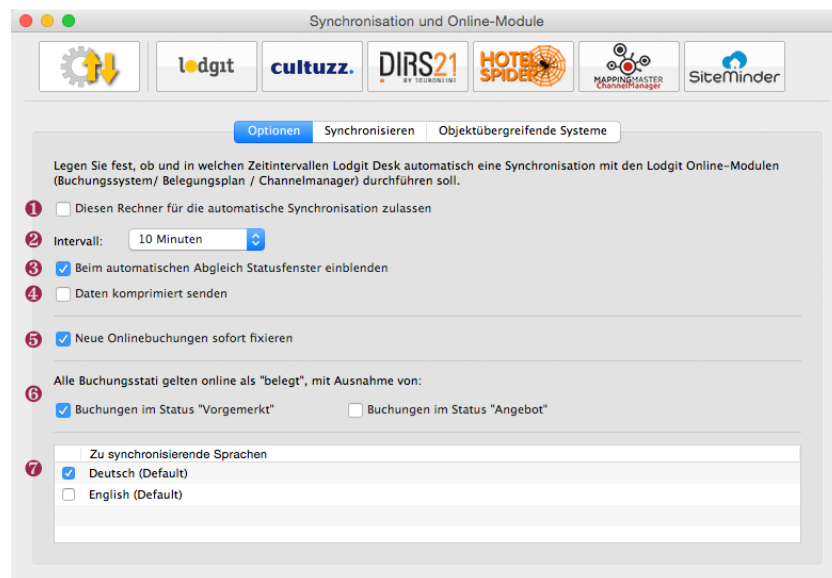 Synchronisation und Online-Module
lodgit
cultuzz.
DIRS21
BY TOURONLINE
HOTEL
SPIDER
MAPPINGMASTER
ChannelManager
SiteMinder
Optionen Synchronisieren Objektübergreifende Systeme
Legen Sie fest, ob und in welchen Zeitintervallen Lodgit Desk automatisch eine Synchronisation mit den Lodgit Online-Modulen
(Buchungssystem/ Belegungsplan / Channelmanager) durchführen soll.
1 Diesen Rechner für die automatische Synchronisation zulassen
2 Intervall: 10 Minuten
3 Beim automatischen Abgleich Statusfenster einblenden
4 Daten komprimiert senden
5 Neue Onlinebuchungen sofort fixieren
Alle Buchungsstati gelten online als "belegt", mit Ausnahme von:
6
Buchungen im Status "Vorgemerkt" Buchungen im Status "Angebot"
Zu synchronisierende Sprachen
7 Deutsch (Default)
English (Default)